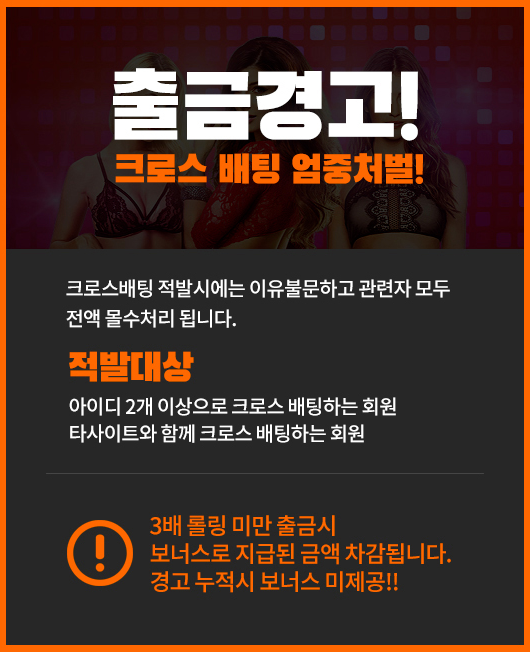 출금경고!
크로스 배팅 엄중처벌!
크로스배팅 적발시에는 이유불문하고 관련자 모두
전액 몰수처리 됩니다.
적발대상
아이디 2개 이상으로 크로스 배팅하는 회원
타사이트와 함께 크로스 배팅하는 회원
3배 롤링 미만 출금시
보너스로 지급된 금액 차감됩니다.
경고 누적시 보너스 미제공!!